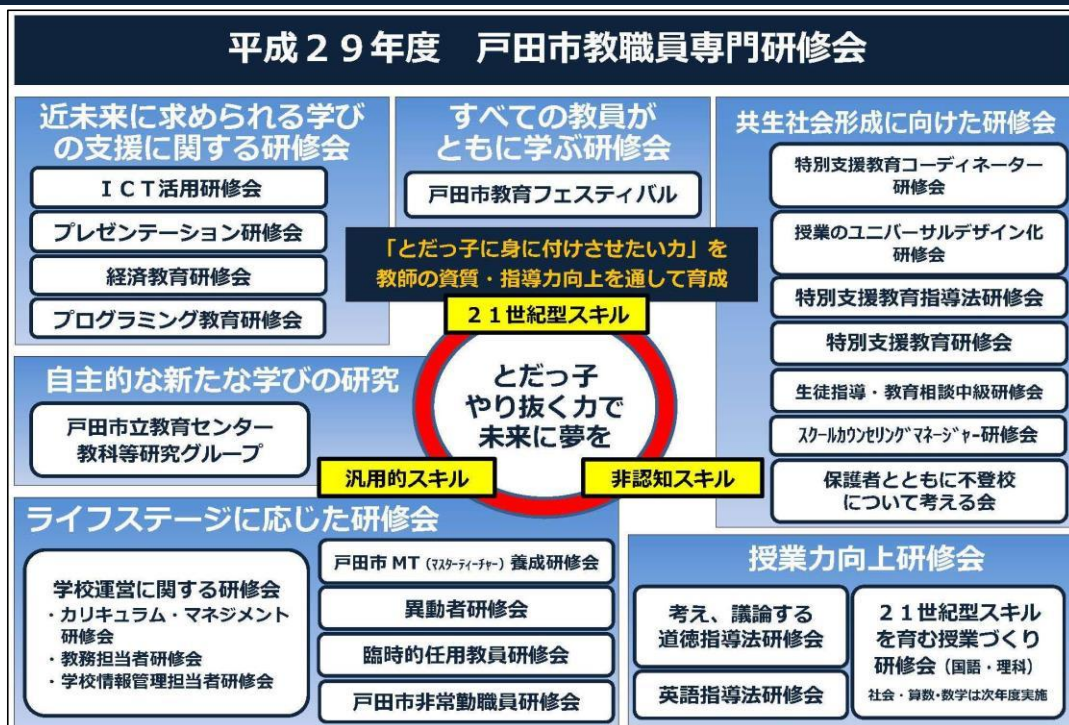 平成29年度 戸田市教職員専門研修会
近未来に求められる学び
の支援に関する研修会
ICT活用研修会
プレゼンテーション研修会
経済教育研修会
プログラミング教育研修会
すべての教員が
ともに学ぶ研修会
戸田市教育フェスティバル
共生社会形成に向けた研修会
特別支援教育コーディネーター
研修会
授業のユニバーサルデザイン化
研修会
特別支援教育指導法研修会
特別支援教育研修会
生徒指導・教育相談中級研修会
スクールカウンセリングマネージャー研修会
保護者とともに不登校
について考える会
「とだっ子に身に付けさせたい力」を
教師の資質・指導力向上を通して育成
21世紀型スキル
とだっ子
やり抜く力で
未来に夢を
汎用的スキル
非認知スキル
自主的な新たな学びの研究
戸田市立教育センター
教科等研究グループ
ライフステージに応じた研修会
学校運営に関する研修会
・カリキュラム・マネジメント
研修会
・教務担当者研修会
・学校情報管理担当者研修会
戸田市MT(マスターティーチャー)養成研修会
異動者研修会
臨時的任用教員研修会
戸田市非常勤職員研修会
授業力向上研修会
考え、議論する
道徳指導法研修会
英語指導法研修会
21世紀型スキル
を育む授業づくり
研修会(国語・理科)
社会・算数・数学は次年度実施